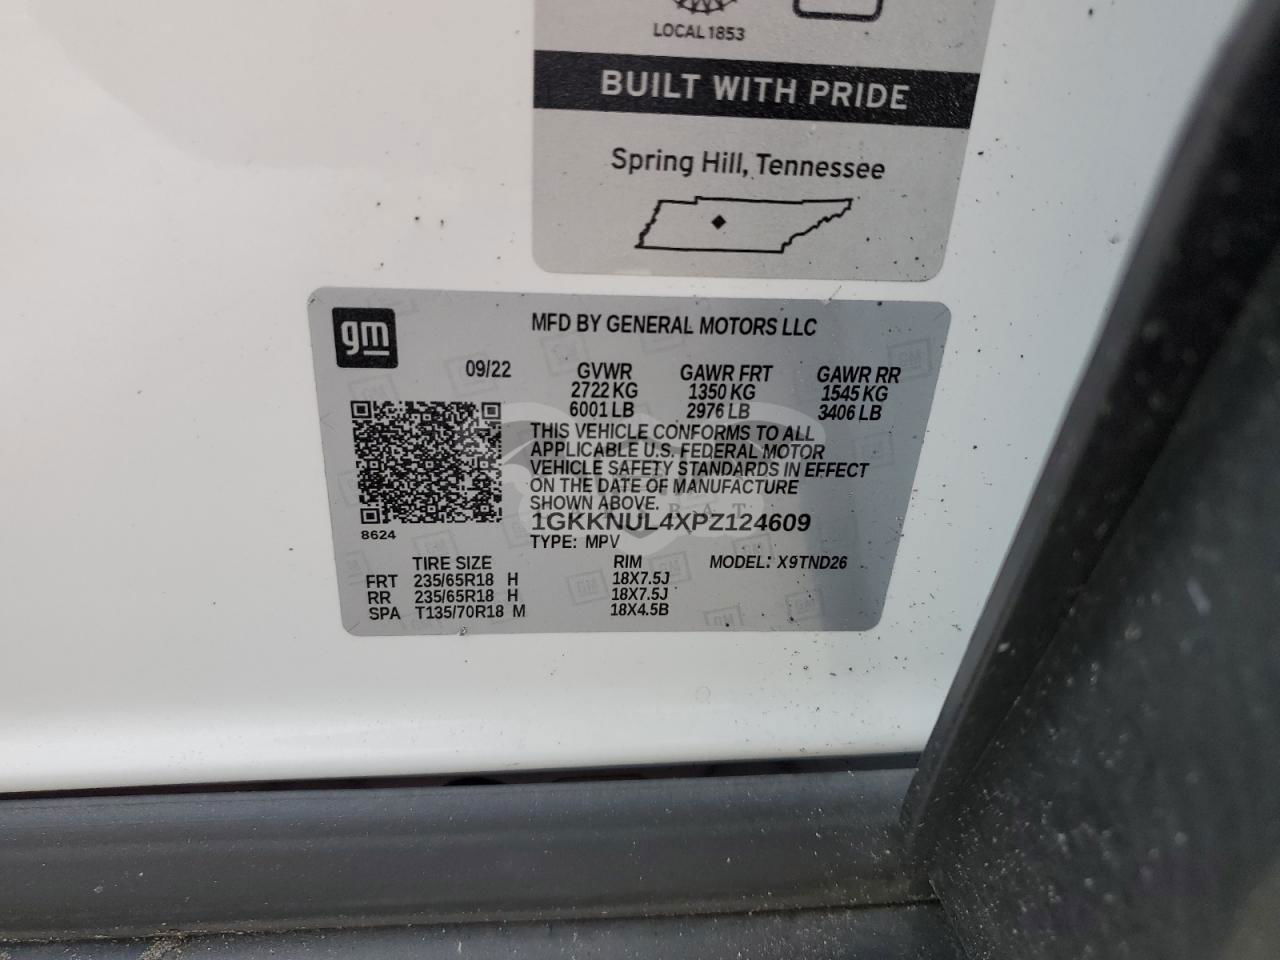 LOCAL 1853
BUILT WITH PRIDE
Spring Hill, Tennessee
gm
MFD BY GENERAL MOTORS LLC
09/22 GVWR GAWR FRT GAWR RR
2722 KG 1350 KG 1545 KG
6001 LB 2976 LB 3406 LB
THIS VEHICLE CONFORMS TO ALL
APPLICABLE U.S. FEDERAL MOTOR
VEHICLE SAFETY STANDARDS IN EFFECT
ON THE DATE OF MANUFACTURE
SHOWN ABOVE.
1GKKNUL4XPZ124609
8624
TYPE: MPV
TIRE SIZE RIM MODEL: X9TND26
FRT 235/65R18 H 18X7.5J
RR 235/65R18 H 18X7.5J
SPA T135/70R18 M 18X4.5B